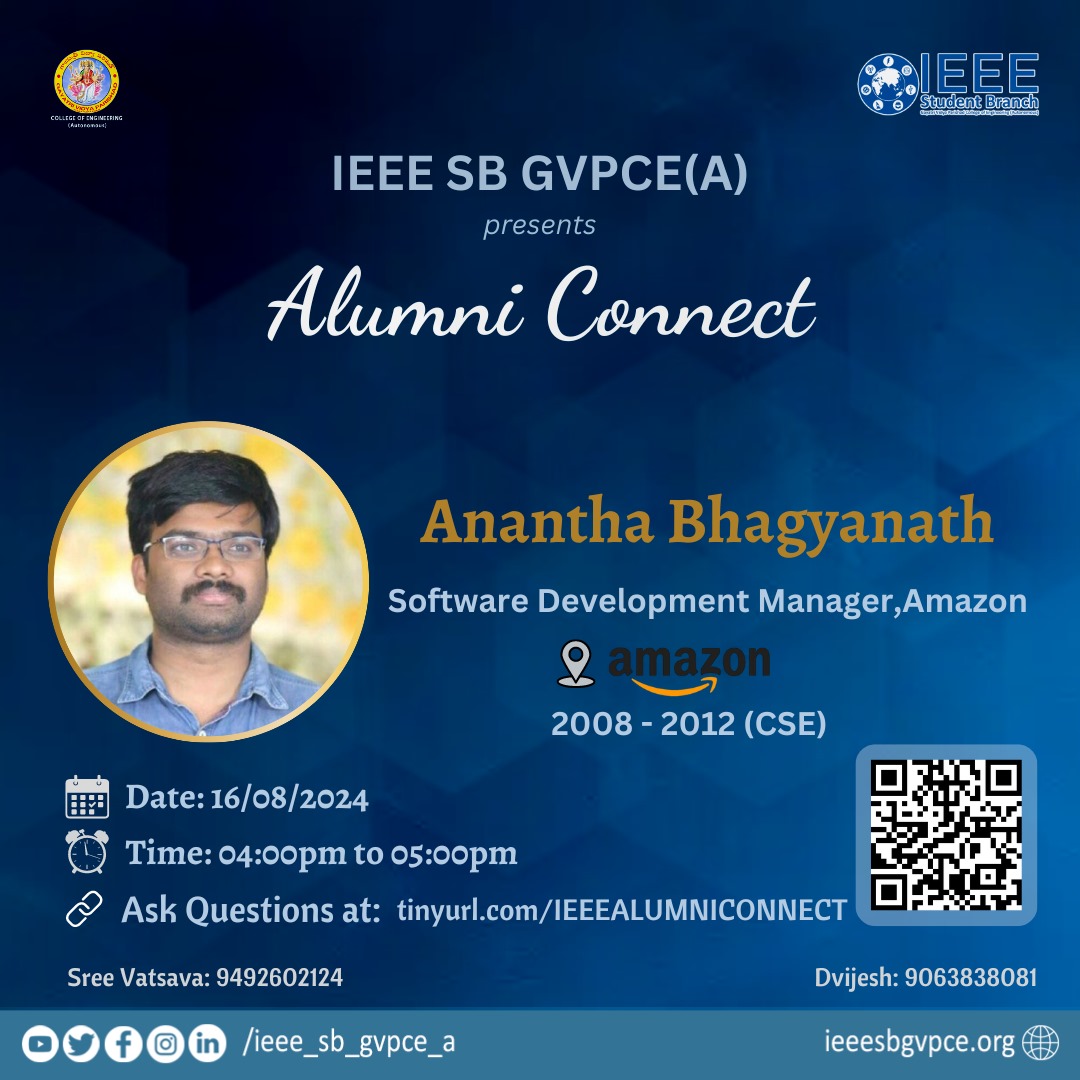 COLLEGE OF ENGINEERING
(Autonomous)
IEEE
Student Branch
IEEE SB GVPCE(A)
presents
Alumni Connect
Anantha Bhagyanath
Software Development Manager,Amazon
amazon
2008 - 2012 (CSE)
Date: 16/08/2024
Time: 04:00pm to 05:00pm
Ask Questions at: tinyurl.com/IEEEALUMNICONNECT
Sree Vatsava: 9492602124
Dvijesh: 9063838081
/ieee_sb_gvpce_a
ieeesbgvpce.org